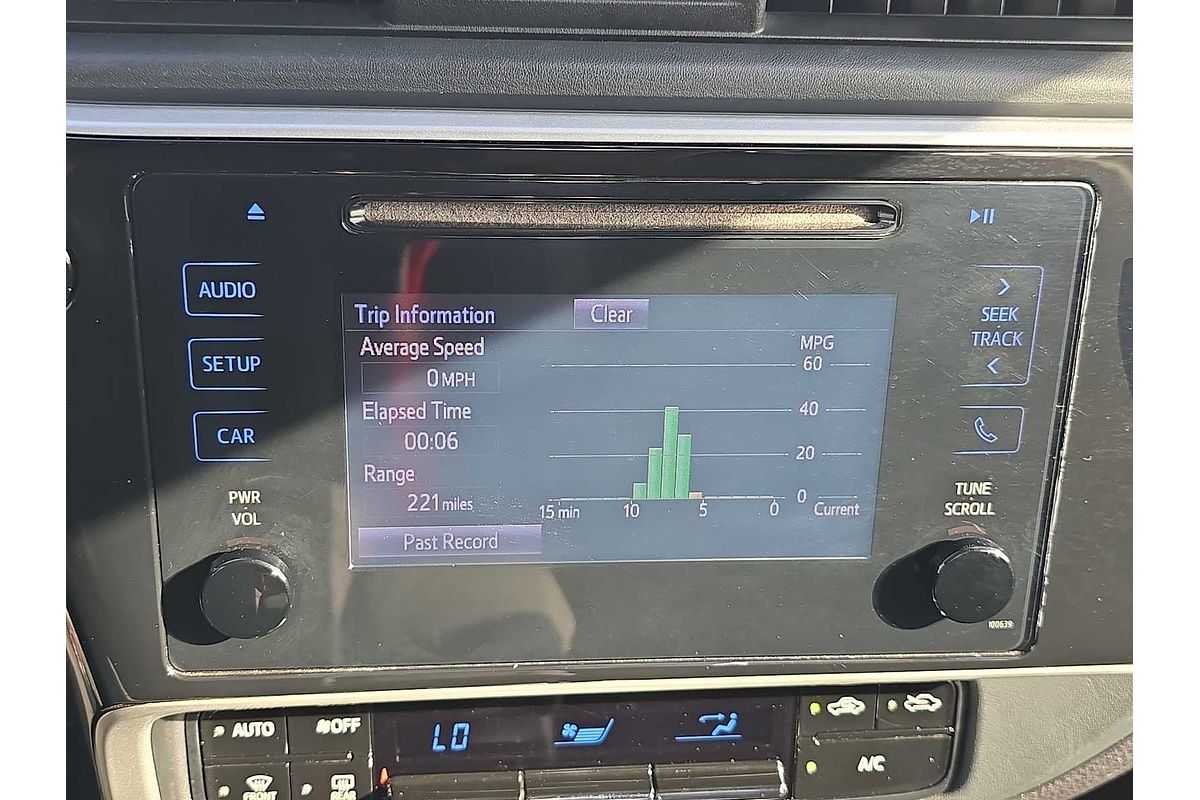 AUDIO
SETUP
CAR
PWR
VOL
Trip Information
Clear
Average Speed
0 MPH
Elapsed Time
00:06
Range
221 miles
Past Record
MPG
60
40
20
0
15 min 10 5 0 Current
SEEK
TRACK
TUNE
SCROLL
100639
AUTO
OFF
LO
A/C
FRONT
REAR